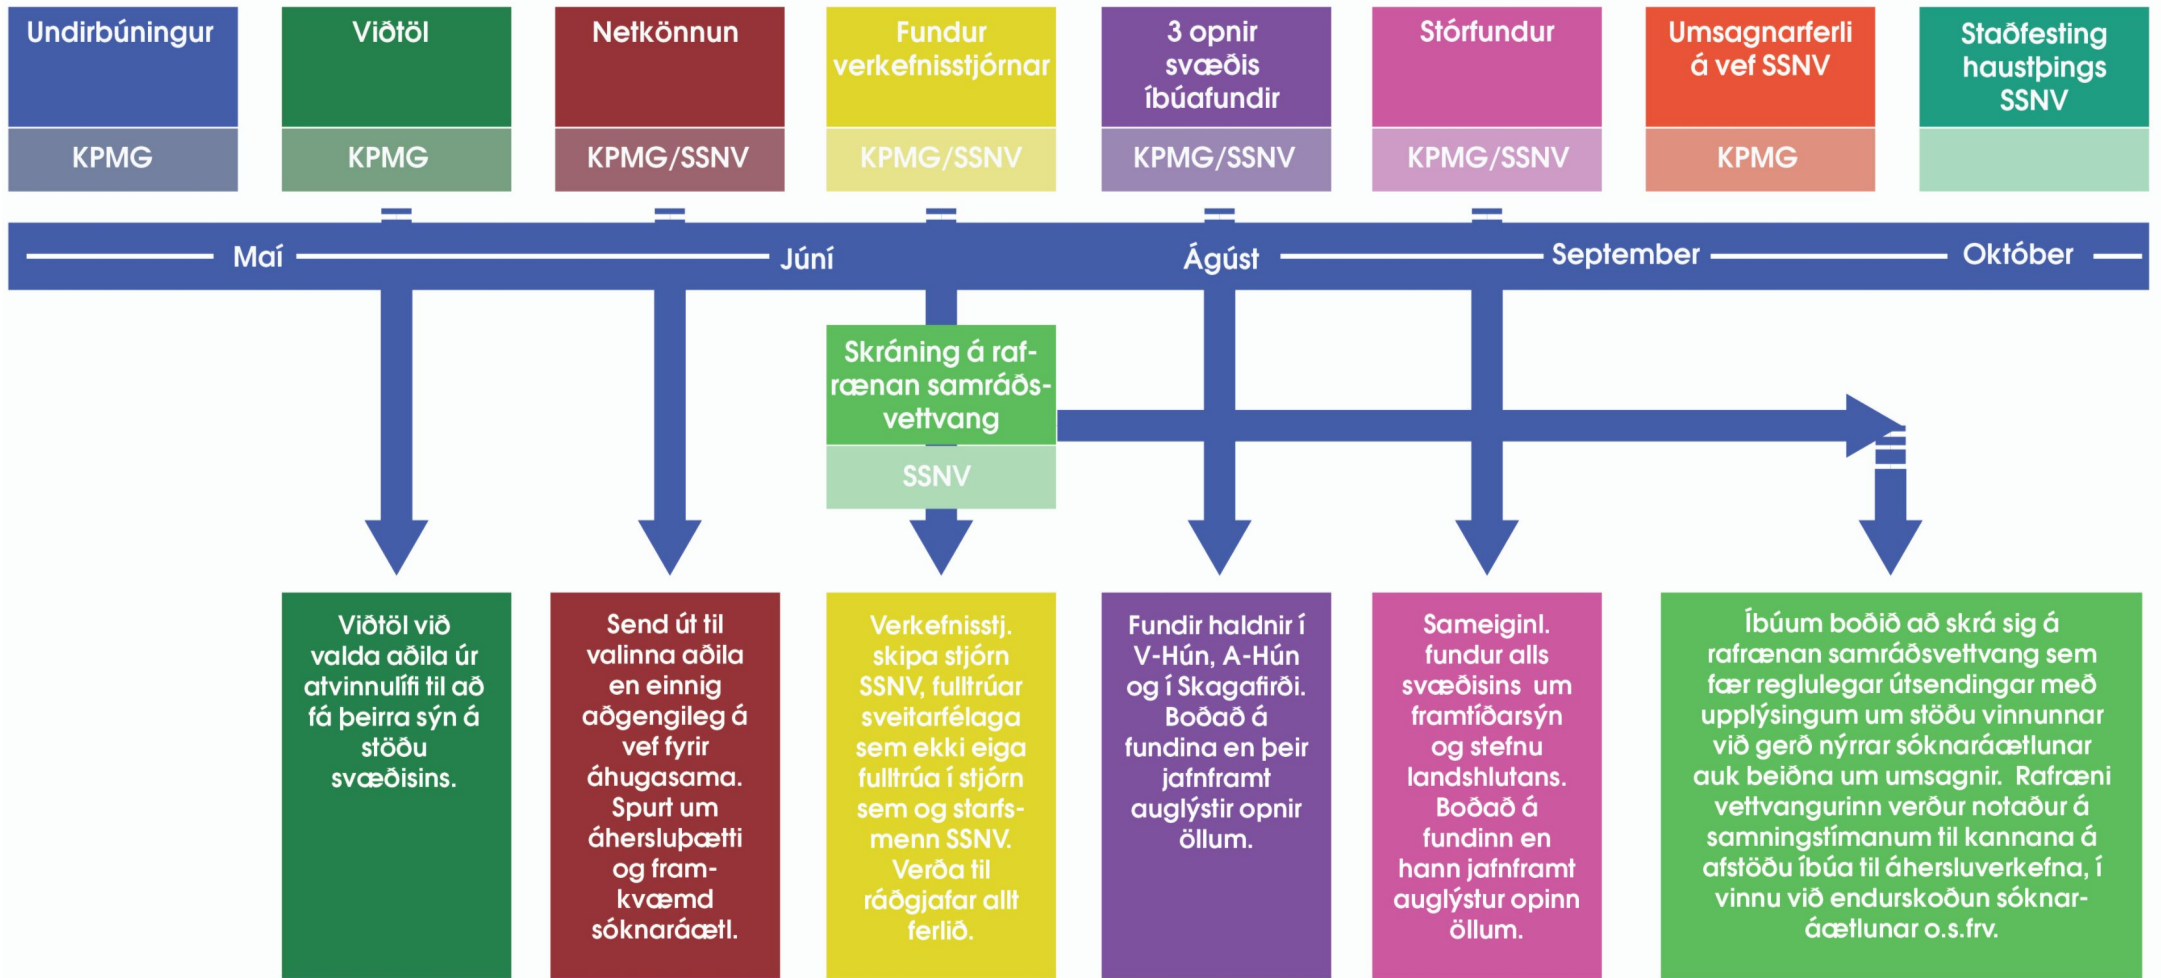 Undirbúningur
KPMG
Viðtöl
KPMG
Netkönnun
KPMG/SSNV
Fundur
verkefnisstjórnar
KPMG/SSNV
3 opnir
svæðis
íbúafundir
KPMG/SSNV
Stórfundur
KPMG/SSNV
Umsagnarferli
á vef SSNV
KPMG
Staðfesting
haustþings
SSNV
Maí
Júní
Ágúst
September
Október
Skráning á raf-
rænan samráðs-
vettvang
SSNV
Viðtöl við
valda aðila úr
atvinnulífi til að
fá þeirra sýn á
stöðu
svæðisins.
Send út til
valinna aðila
en einnig
aðgengileg á
vef fyrir
áhugasama.
Spurt um
áhersluþætti
og fram-
kvæmd
sóknaráætl.
Verkefnisstj.
skipa stjórn
SSNV, fulltrúar
sveitarfélaga
sem ekki eiga
fulltrúa í stjórn
sem og starfs-
menn SSNV.
Verða til
ráðgjafar allt
ferlið.
Fundir haldnir í
V-Hún, A-Hún
og í Skagafirði.
Boðað á
fundina en þeir
jafnframt
auglýstir opnir
öllum.
Sameiginl.
fundur alls
svæðisins um
framtíðarsýn
og stefnu
landshlutans.
Boðað á
fundinn en
hann jafnframt
auglýstur opinn
öllum.
Íbúum boðið að skrá sig á
rafrænan samráðsvettvang sem
fær reglulegar útsendingar með
upplýsingum um stöðu vinnunnar
við gerð nýrrar sóknaráætlunar
auk beiðna um umsagnir. Rafræni
vettvangurinn verður notaður á
samningstímanum til kannana á
afstöðu íbúa til áhersluverkefna, í
vinnu við endurskoðun sóknar-
áætlunar o.s.frv.